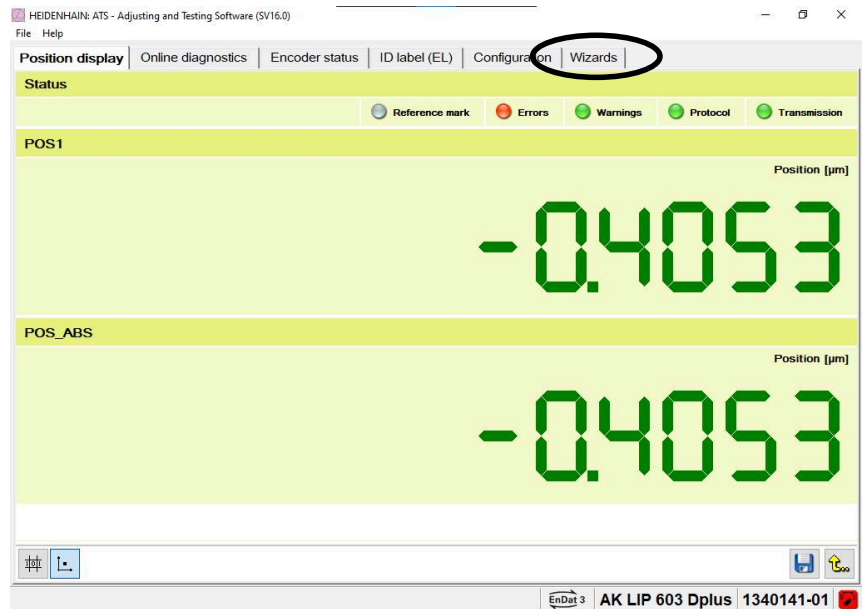 HEIDENHAIN: ATS - Adjusting and Testing Software (SV16.0)
File Help
Position display Online diagnostics Encoder status ID label (EL) Configuration Wizards
Status
Reference mark Errors Warnings Protocol Transmission
POS1
Position [µm]
-0.4053
POS_ABS
Position [µm]
-0.4053
EnDat 3 AK LIP 603 Dplus 1340141-01